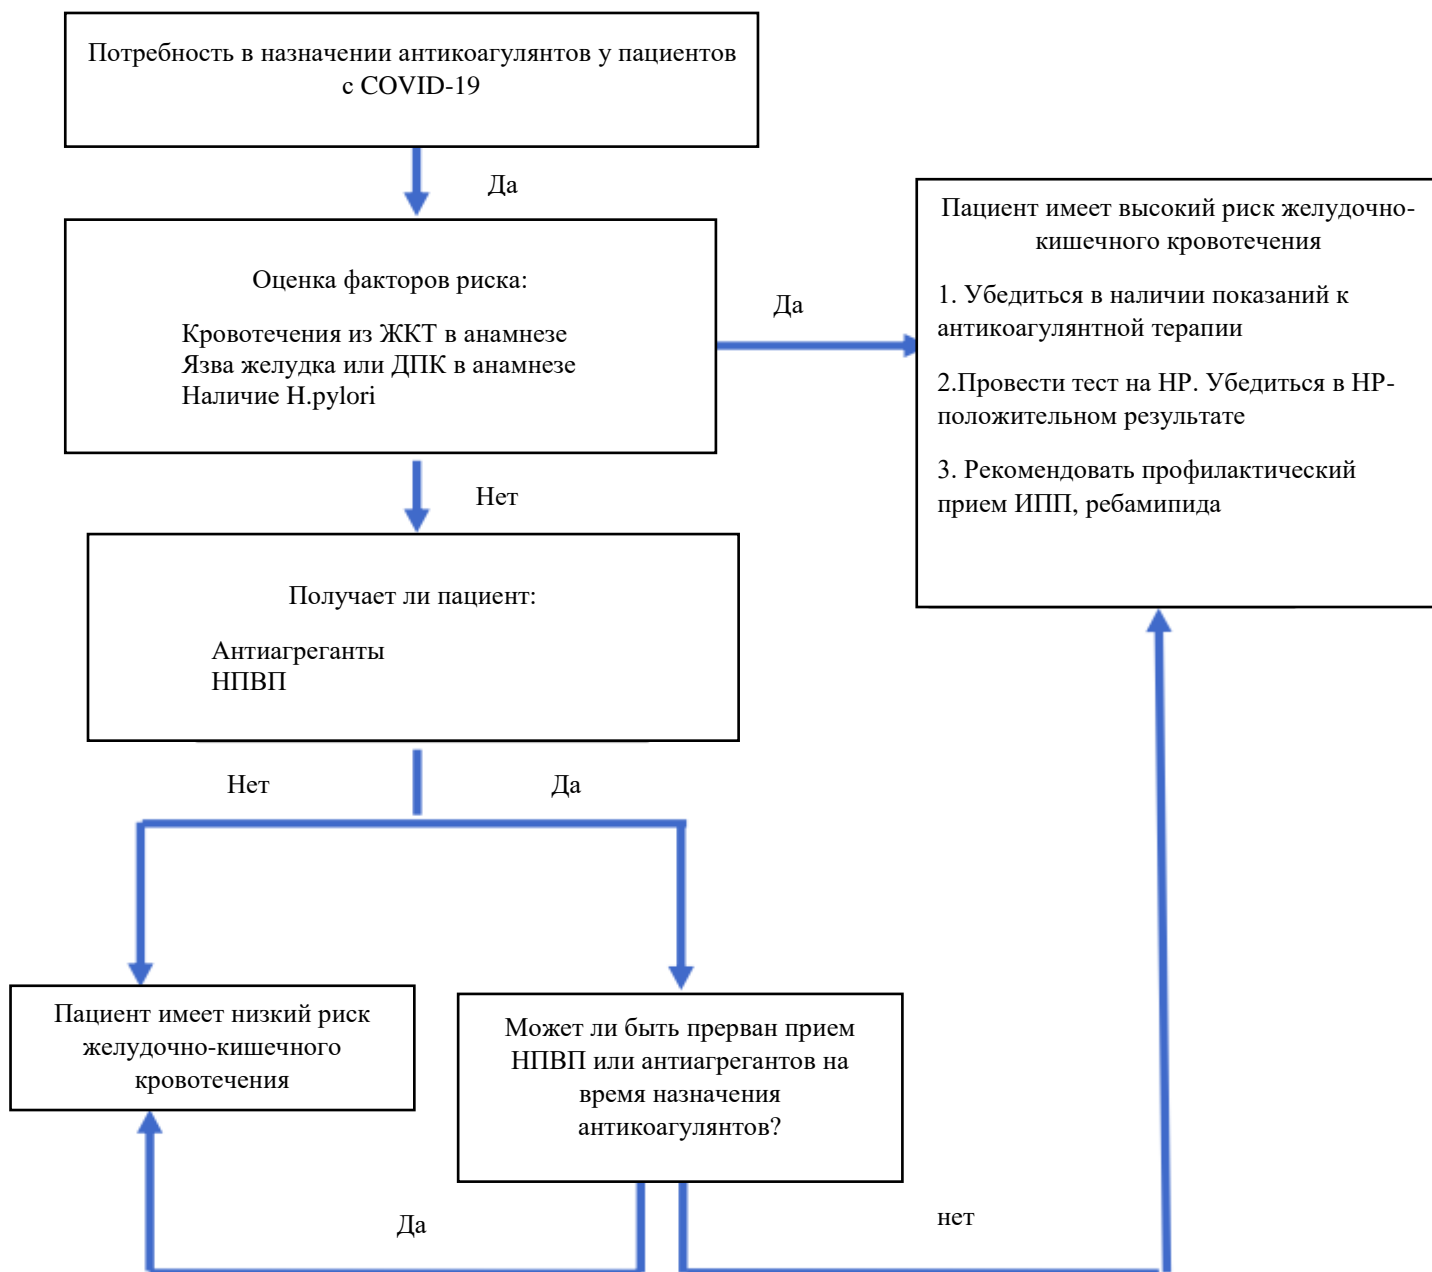 Потребность в назначении антикоагулянтов у пациентов
с COVID-19
Да
Оценка факторов риска:
Кровотечения из ЖКТ в анамнезе
Язва желудка или ДПК в анамнезе
Наличие H.pylori
Да
Пациент имеет высокий риск желудочно-
кишечного кровотечения
1. Убедиться в наличии показаний к
антикоагулянтной терапии
2.Провести тест на НР. Убедиться в НР-
положительном результате
3. Рекомендовать профилактический
прием ИПП, ребамипида
Нет
Получает ли пациент:
Антиагреганты
НПВП
Нет
Да
Пациент имеет низкий риск
желудочно-кишечного
кровотечения
Может ли быть прерван прием
НПВП или антиагрегантов на
время назначения
антикоагулянтов?
Да
нет